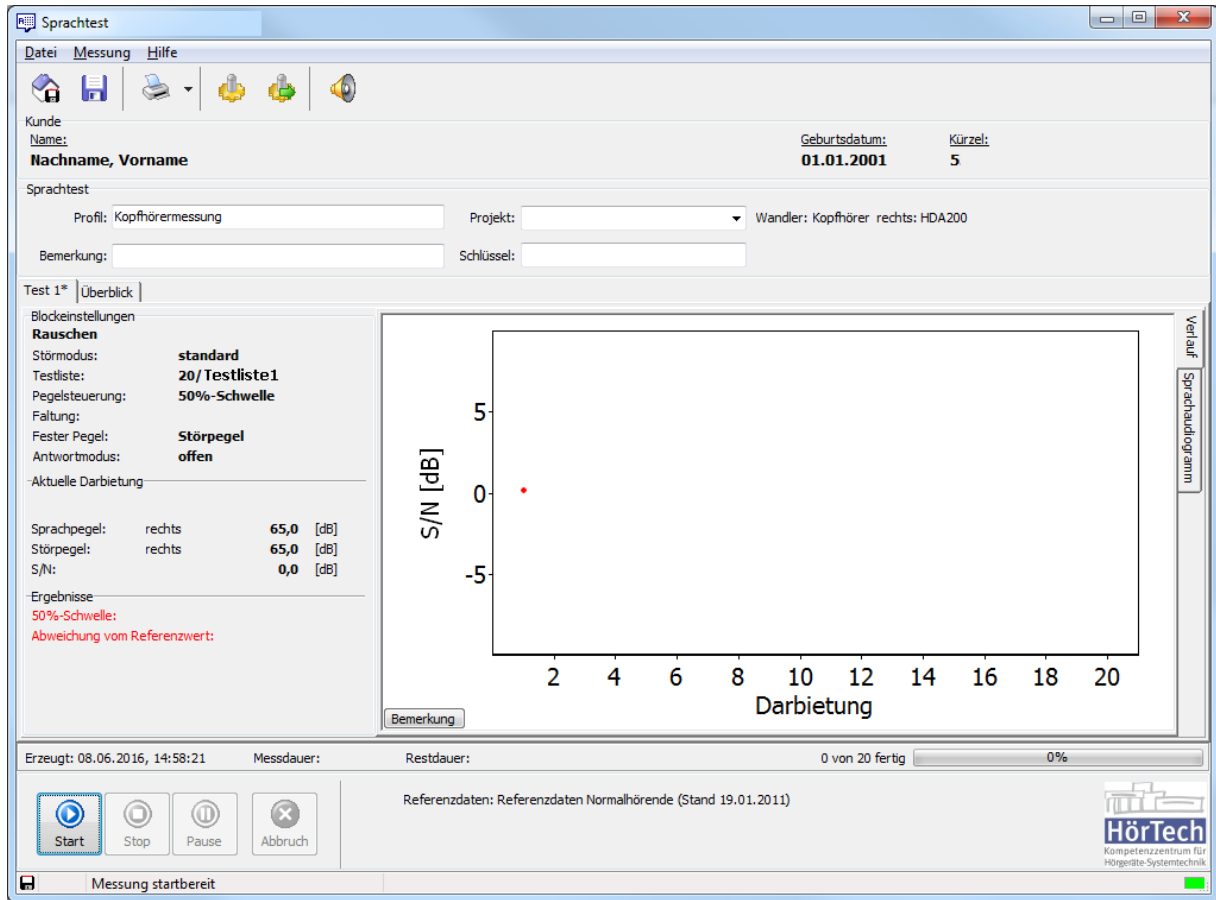 Sprachtest
Datei Messung Hilfe
Kunde
Name: Geburtsdatum: Kürzel:
Nachname, Vorname 01.01.2001 5
Sprachtest
Profil: Kopfhörermessung Projekt: Wandler: Kopfhörer rechts: HDA200
Bemerkung: Schlüssel:
Test 1* Überblick
Blockeinstellungen
Rauschen
Störmodus: standard
Testliste: 20/Testliste1
Pegelsteuerung: 50%-Schwelle
Faltung:
Fester Pegel: Störpegel
Antwortmodus: offen
Aktuelle Darbietung
Sprachpegel: rechts 65,0 [dB]
Störpegel: rechts 65,0 [dB]
S/N: 0,0 [dB]
Ergebnisse
50%-Schwelle:
Abweichung vom Referenzwert:
S/N [dB]
5
0
-5
2 4 6 8 10 12 14 16 18 20
Darbietung
Bemerkung
Verlauf
Sprachaudiogramm
Erzeugt: 08.06.2016, 14:58:21 Messdauer: Restdauer: 0 von 20 fertig 0%
Start Stop Pause Abbruch
Referenzdaten: Referenzdaten Normalhörende (Stand 19.01.2011)
HörTech
Kompetenzzentrum für
Hörgeräte-Systemtechnik
Messung startbereit